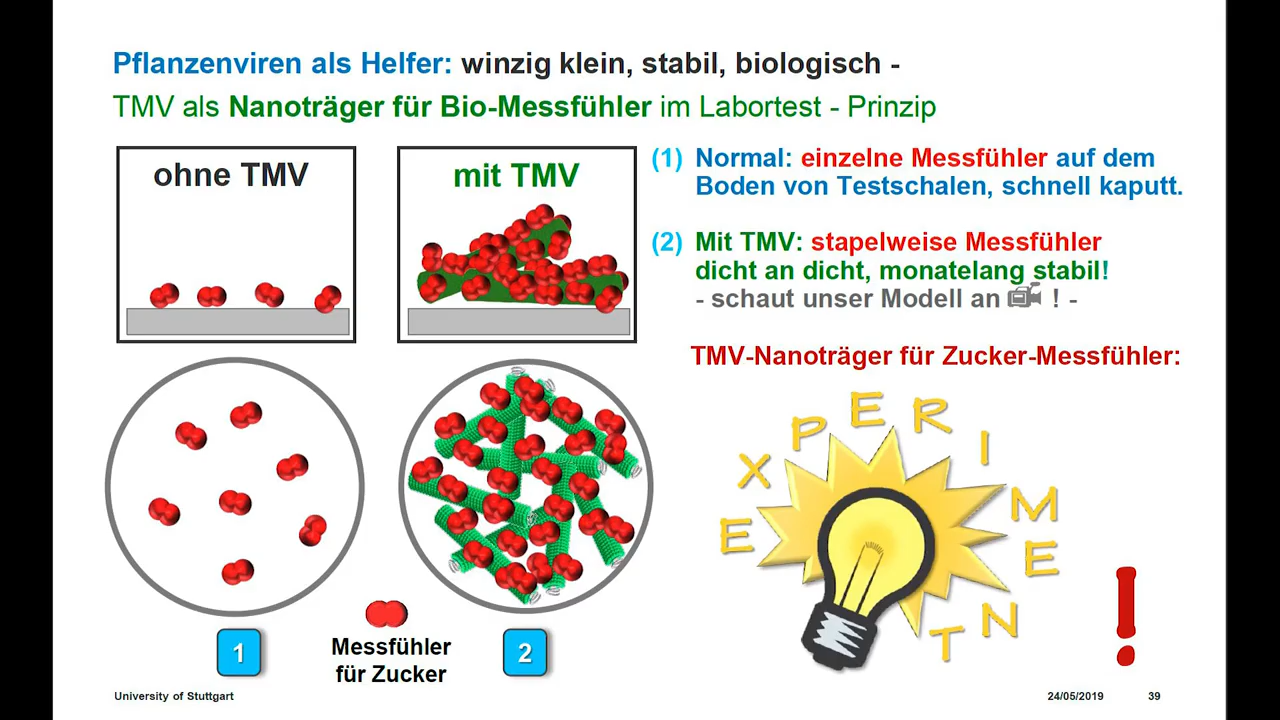 Pflanzenviren als Helfer: winzig klein, stabil, biologisch -
TMV als Nanoträger für Bio-Messfühler im Labortest - Prinzip
ohne TMV
mit TMV
(1) Normal: einzelne Messfühler auf dem
Boden von Testschalen, schnell kaputt.
(2) Mit TMV: stapelweise Messfühler
dicht an dicht, monatelang stabil!
- schaut unser Modell an ! -
TMV-Nanoträger für Zucker-Messfühler:
EXPERIMENT
!
1
Messfühler
für Zucker
2
University of Stuttgart
24/05/2019
39